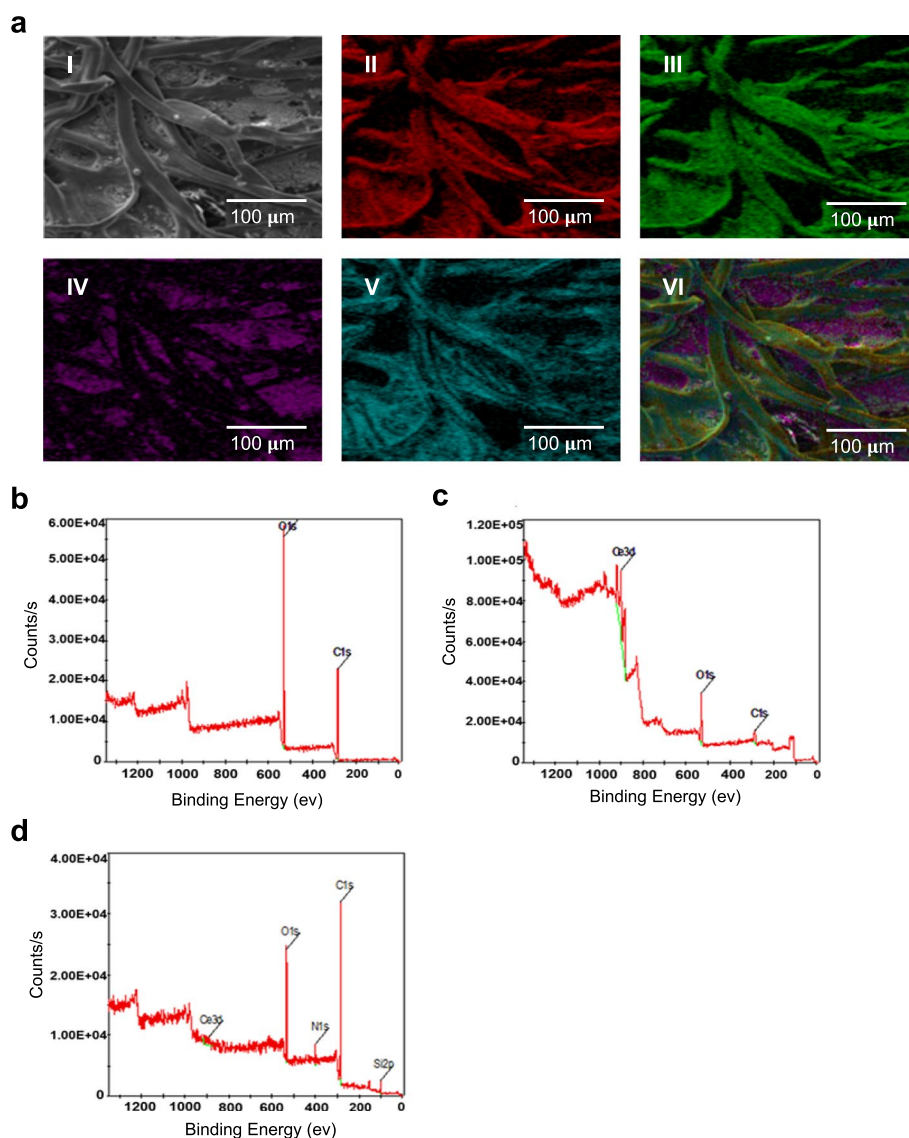 a
I
II
III
100 μm
100 μm
100 μm
IV
V
VI
100 μm
100 μm
100 μm
b
c
6.00E+04
O1s
5.00E+04
4.00E+04
3.00E+04
C1s
2.00E+04
1.00E+04
0
Counts/s
1200 1000 800 600 400 200 0
Binding Energy (ev)
1.20E+05
1.00E+05
Ce3d
8.00E+04
6.00E+04
O1s
4.00E+04
C1s
2.00E+04
0
Counts/s
1200 1000 800 600 400 200 0
Binding Energy (ev)
d
4.00E+04
C1s
3.00E+04
O1s
2.00E+04
Ce3d
N1s
1.00E+04
Si2p
0
Counts/s
1200 1000 800 600 400 200 0
Binding Energy (ev)